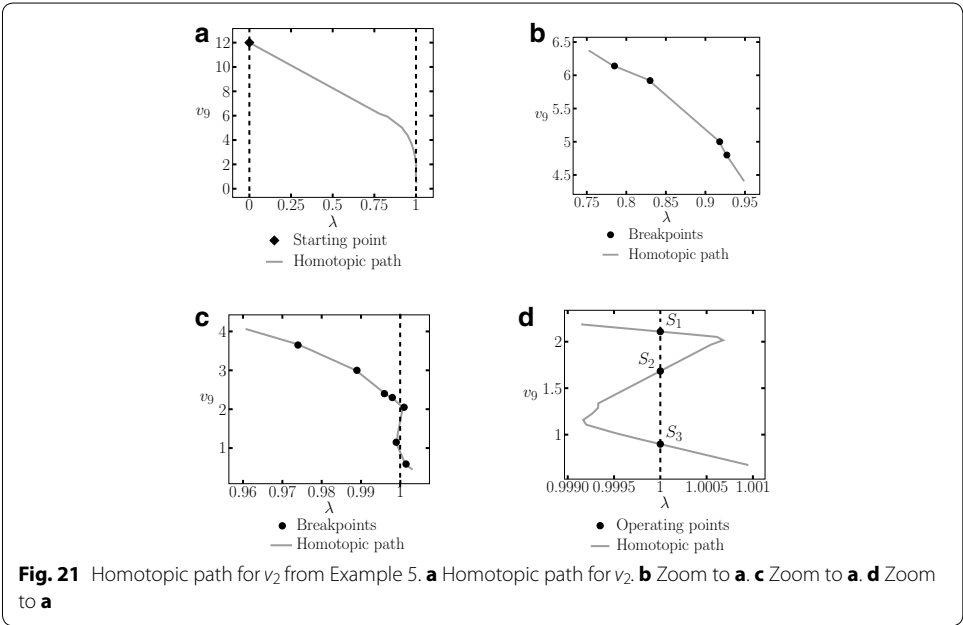 a
12
10
8
6
4
2
0
v9
0 0.25 0.5 0.75 1
λ
Starting point
Homotopic path
b
6.5
6
5.5
5
4.5
v9
0.75 0.8 0.85 0.9 0.95
λ
Breakpoints
Homotopic path
c
4
3
2
1
v9
0.96 0.97 0.98 0.99 1
λ
Breakpoints
Homotopic path
d
S1
S2
S3
2
1.5
1
v9
0.9990 0.9995 1 1.0005 1.001
λ
Operating points
Homotopic path
Fig. 21 Homotopic path for v2 from Example 5. a Homotopic path for v2. b Zoom to a. c Zoom to a. d Zoom
to a